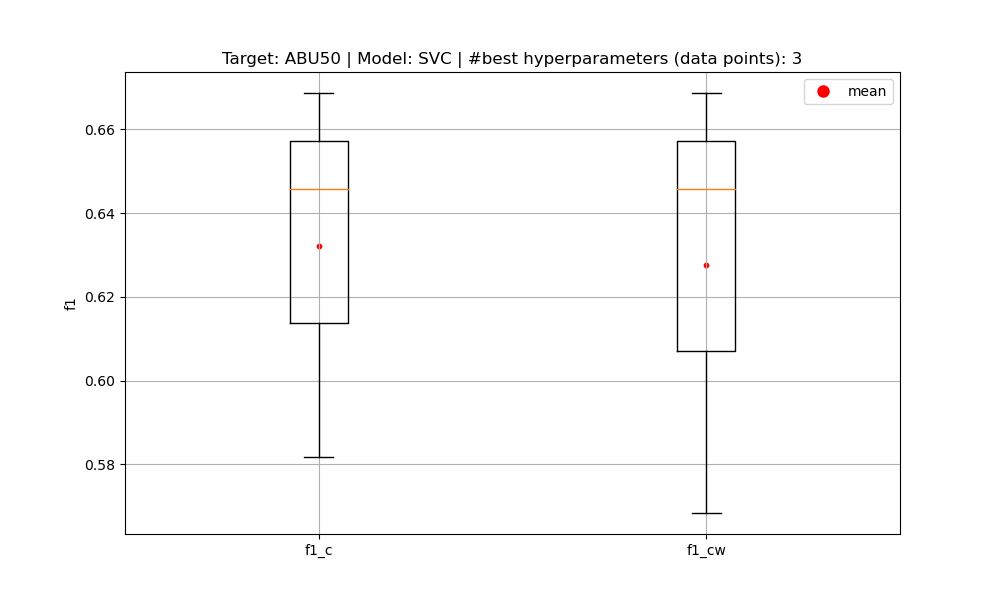 Target: ABU50 | Model: SVC | #best hyperparameters (data points): 3
mean
0.66
0.64
0.62
0.60
0.58
f1
f1_c
f1_cw